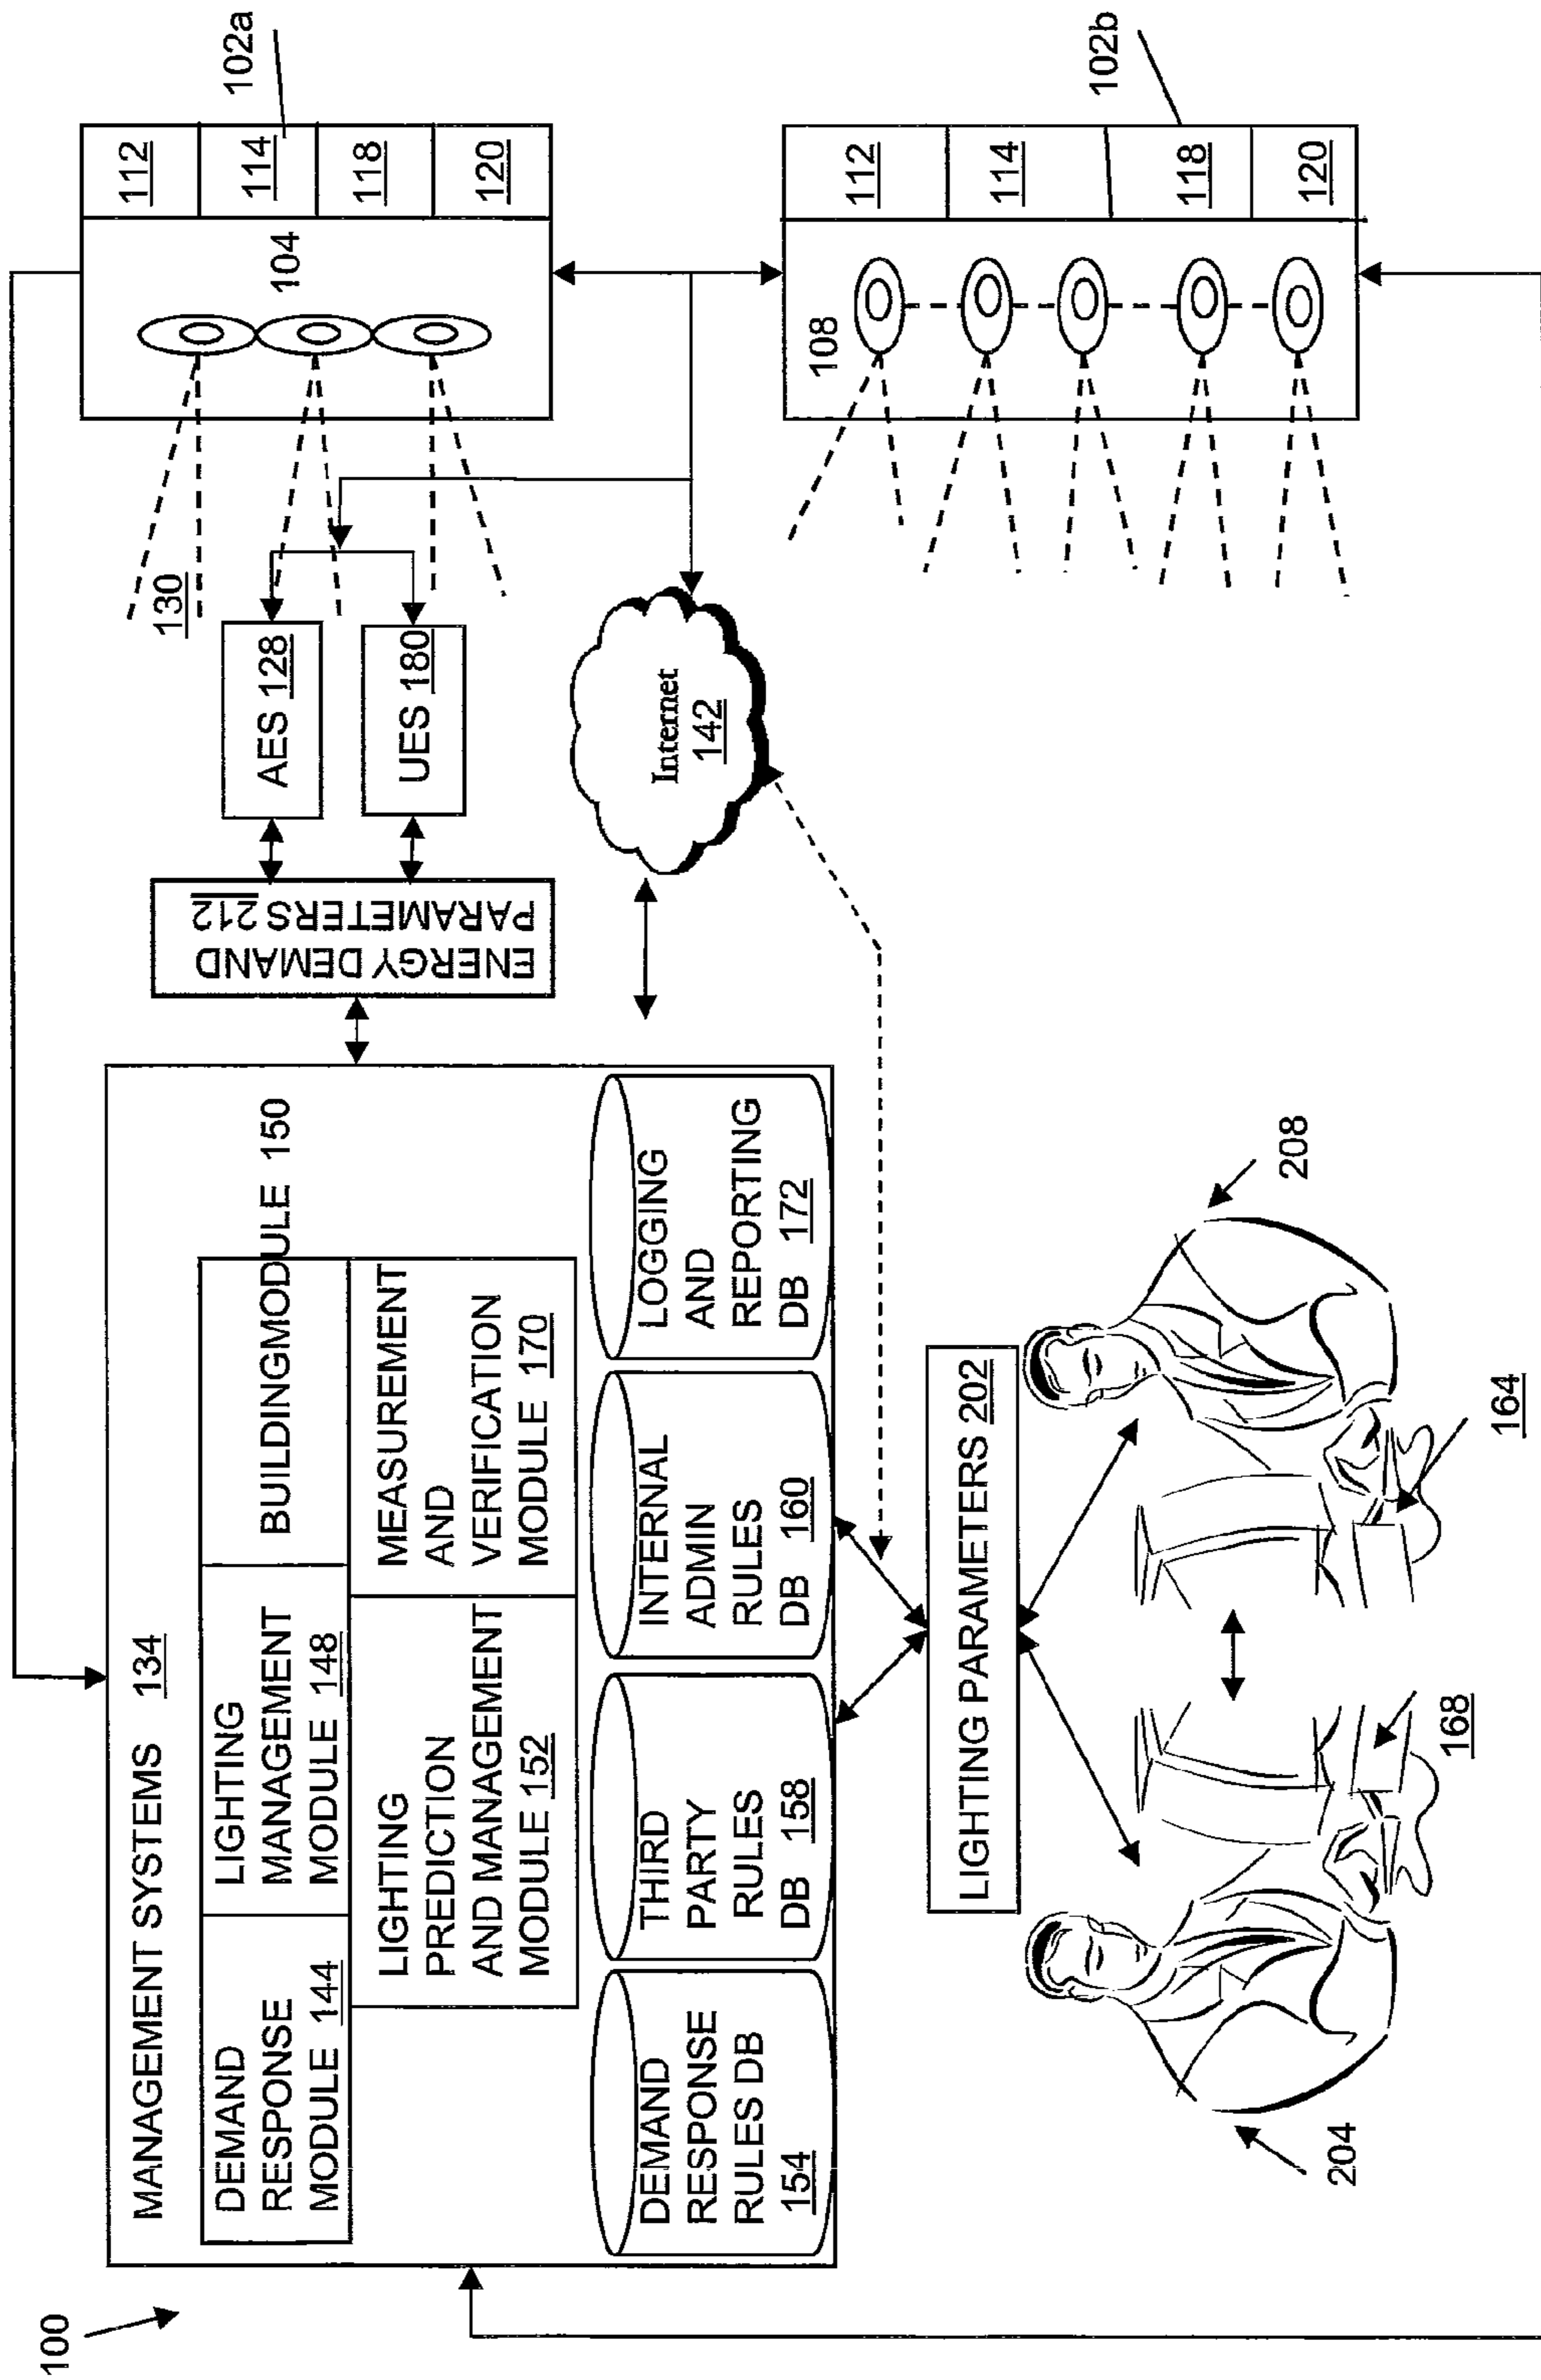 100
MANAGEMENT SYSTEMS 134
DEMAND
RESPONSE
MODULE 144
LIGHTING
MANAGEMENT
MODULE 148
BUILDINGMODULE 150
LIGHTING
PREDICTION
AND MANAGEMENT
MODULE 152
MEASUREMENT
AND
VERIFICATION
MODULE 170
DEMAND
RESPONSE
RULES DB
154
THIRD
PARTY
RULES
DB 158
INTERNAL
ADMIN
RULES
DB 160
LOGGING
AND
REPORTING
DB 172
ENERGY DEMAND
PARAMETERS 212
AES 128
UES 180
130
Internet
142
104
112
114
118
120
102a
108
112
114
118
120
102b
LIGHTING PARAMETERS 202
204
168
164
208